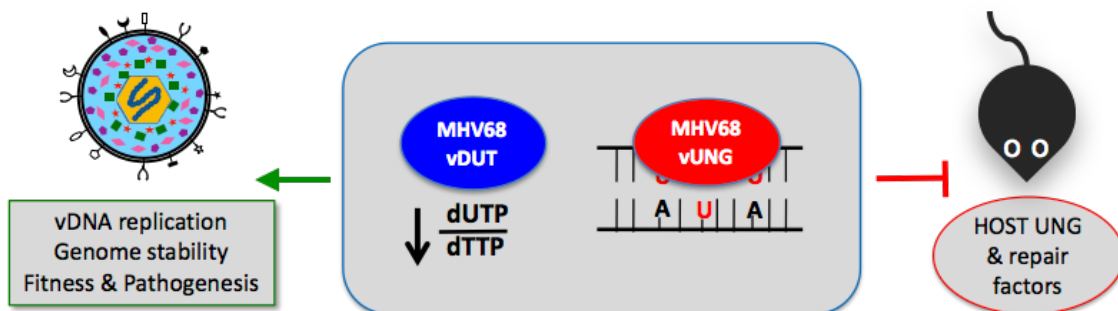 MHV68
vDUT
dUTP
dTTP
MHV68
vUNG
U U
A U A
vDNA replication
Genome stability
Fitness & Pathogenesis
HOST UNG
& repair
factors